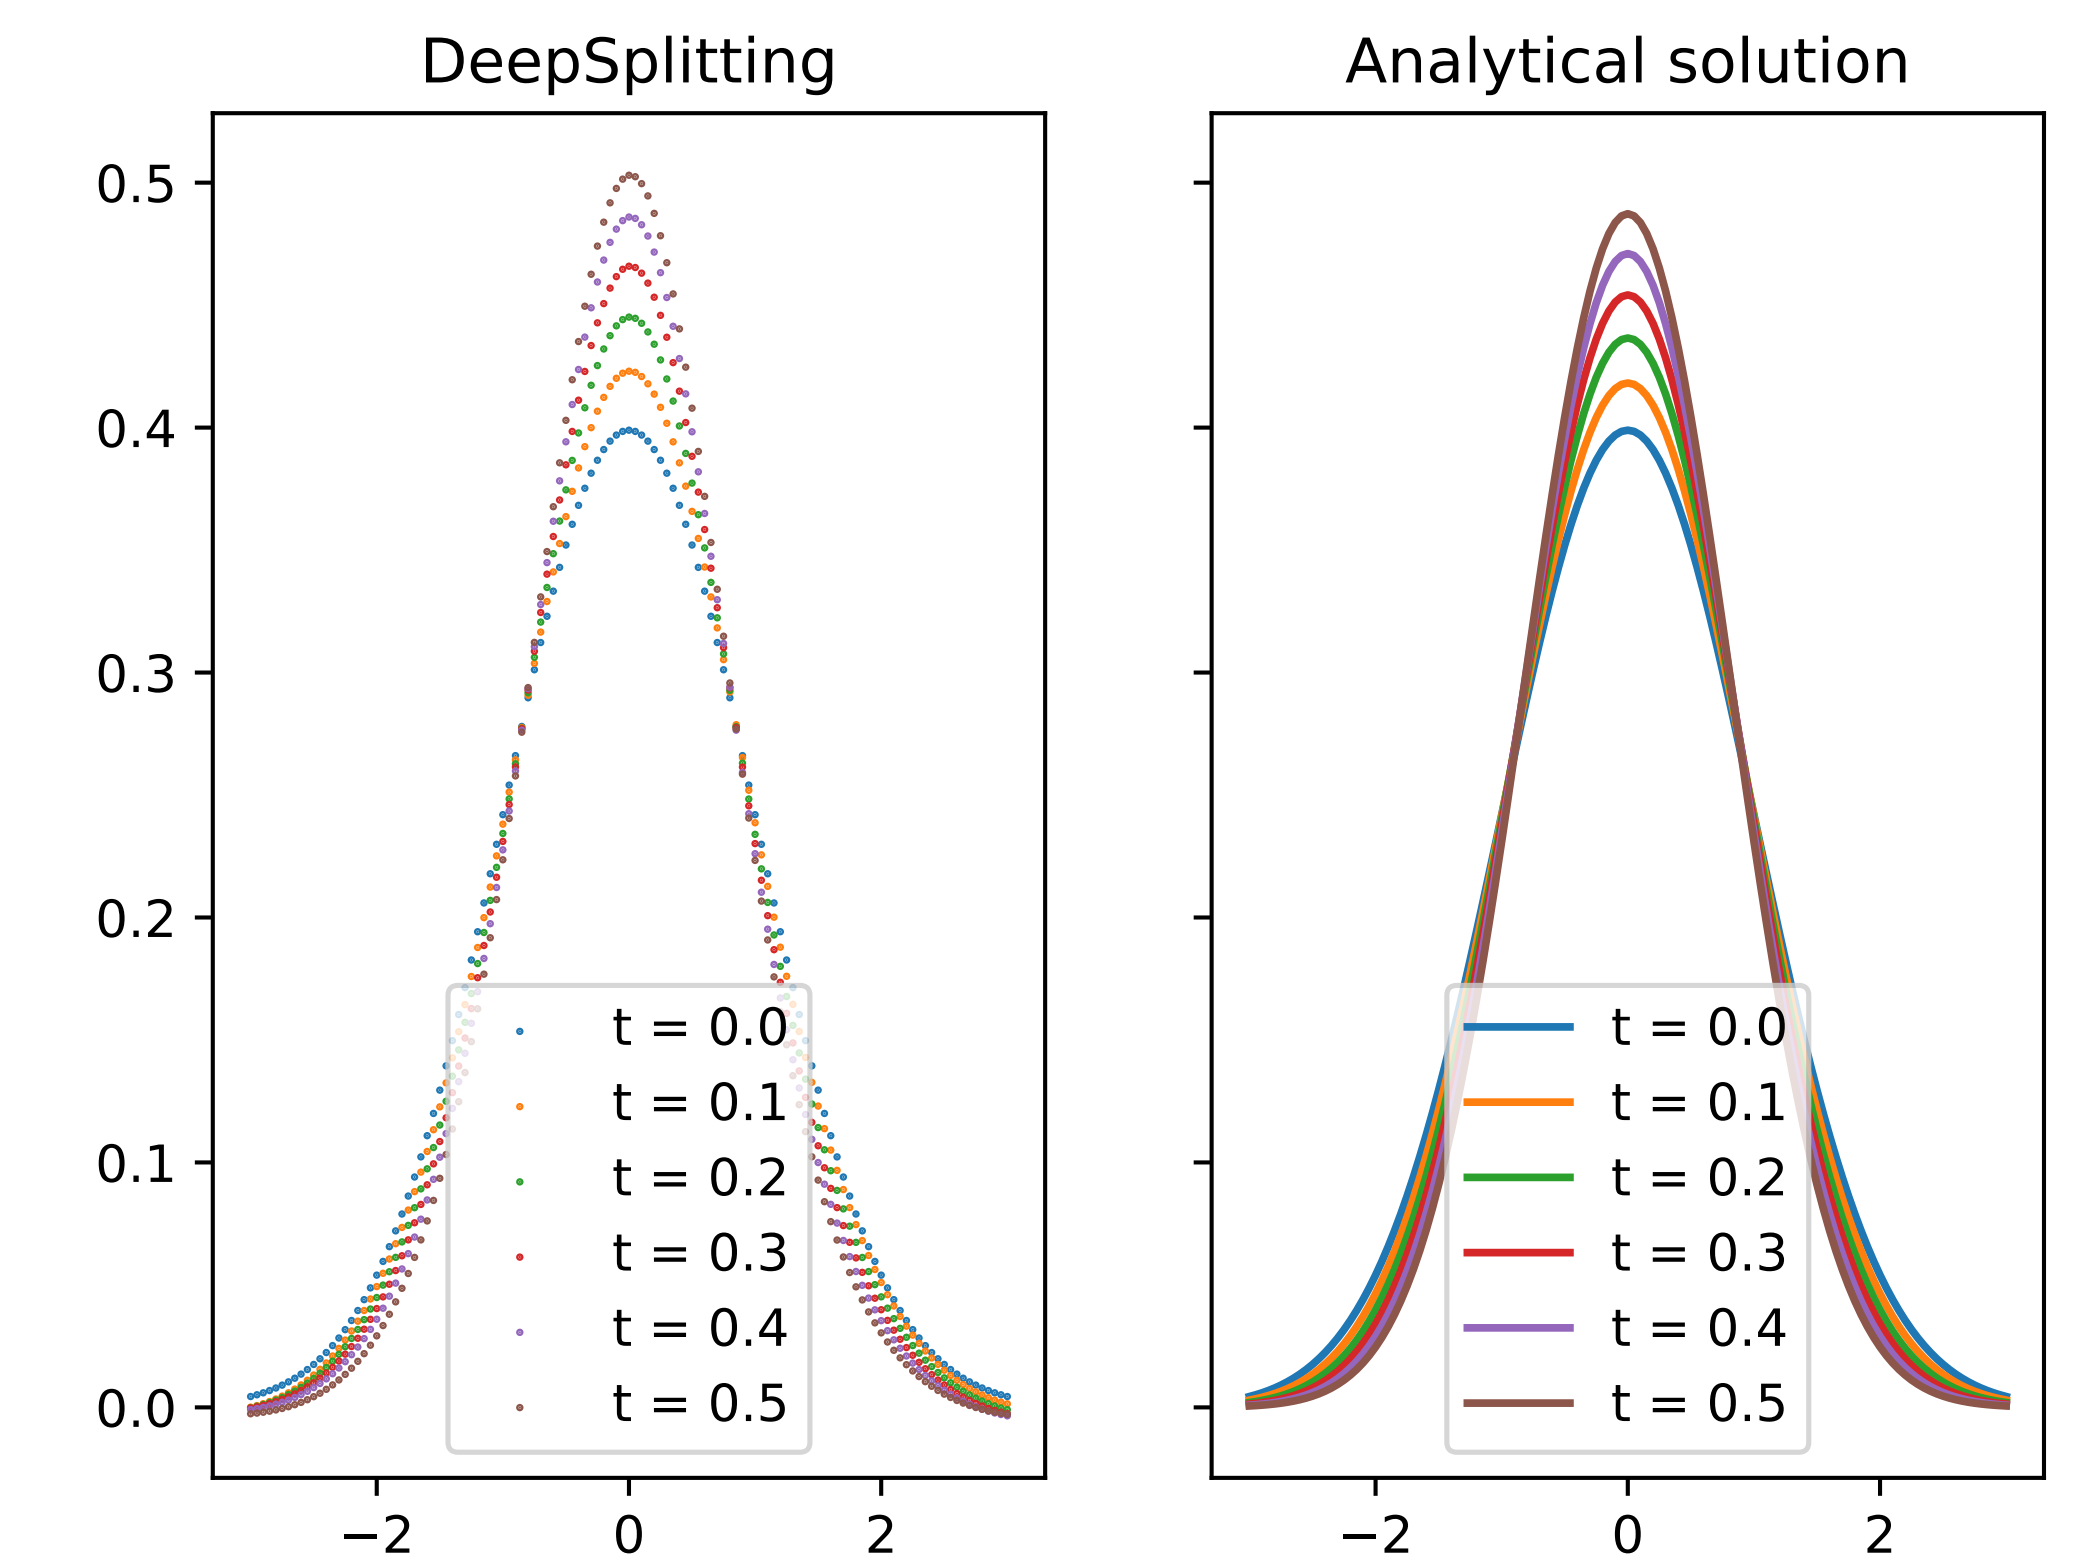 DeepSplitting
Analytical solution
0.5
0.4
0.3
0.2
0.1
0.0
t = 0.0
t = 0.1
t = 0.2
t = 0.3
t = 0.4
t = 0.5
−2 0 2
t = 0.0
t = 0.1
t = 0.2
t = 0.3
t = 0.4
t = 0.5
−2 0 2